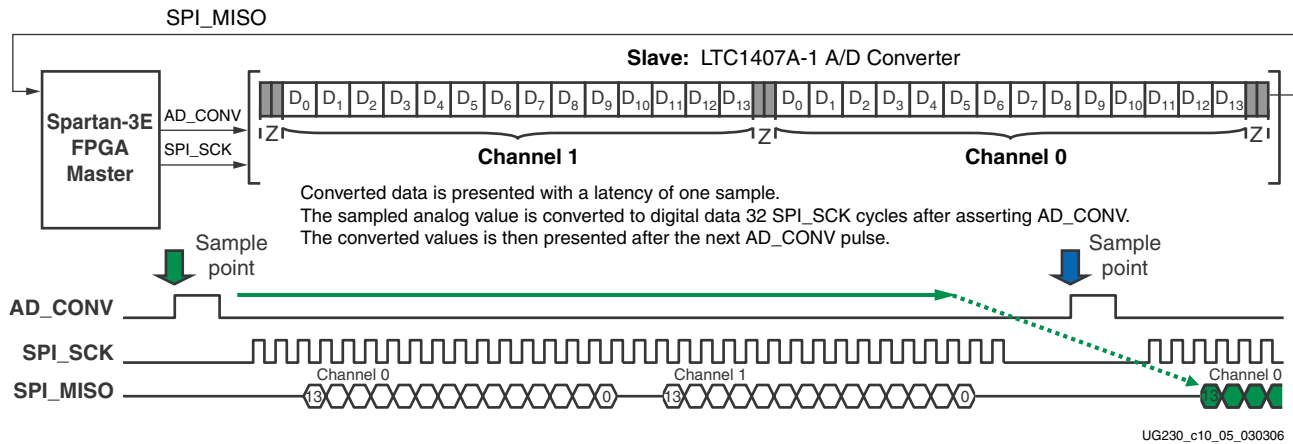 SPI_MISO
Slave: LTC1407A-1 A/D Converter
Spartan-3E
FPGA
Master
AD_CONV
SPI_SCK
D0 D1 D2 D3 D4 D5 D6 D7 D8 D9 D10 D11 D12 D13 D0 D1 D2 D3 D4 D5 D6 D7 D8 D9 D10 D11 D12 D13
Z Z Z
Channel 1 Channel 0
Converted data is presented with a latency of one sample.
The sampled analog value is converted to digital data 32 SPI_SCK cycles after asserting AD_CONV.
The converted values is then presented after the next AD_CONV pulse.
Sample
point
Sample
point
AD_CONV
SPI_SCK
Channel 0 Channel 1 Channel 0
SPI_MISO 13 0 13 0 13
UG230_c10_05_030306